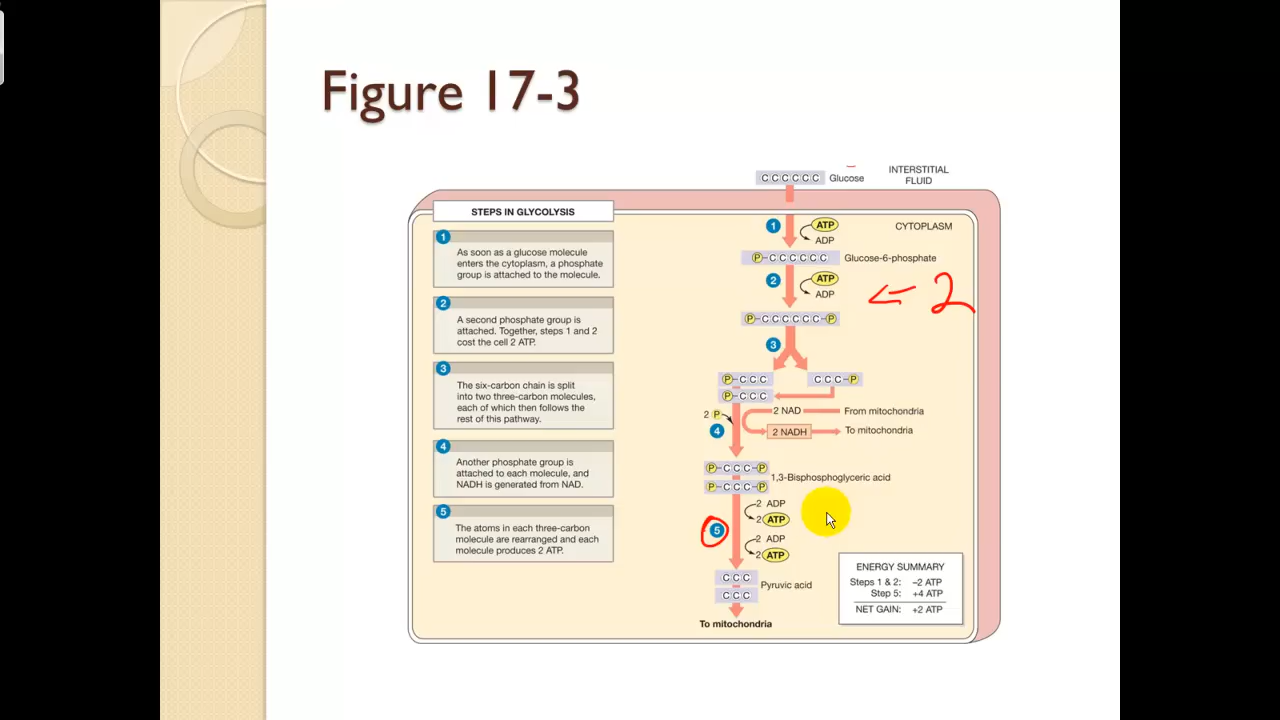 Figure 17-3
C C C C C C Glucose
INTERSTITIAL
FLUID
STEPS IN GLYCOLYSIS
1
As soon as a glucose molecule
enters the cytoplasm, a phosphate
group is attached to the molecule.
2
A second phosphate group is
attached. Together, steps 1 and 2
cost the cell 2 ATP.
3
The six-carbon chain is split
into two three-carbon molecules,
each of which then follows the
rest of this pathway.
4
Another phosphate group is
attached to each molecule, and
NADH is generated from NAD.
5
The atoms in each three-carbon
molecule are rearranged and each
molecule produces 2 ATP.
CYTOPLASM
1
ATP
ADP
P-C C C C C C Glucose-6-phosphate
2
ATP
ADP
2
P-C C C C C C-P
3
P-C C C
C C C-P
P-C C C
2 P
2 NAD From mitochondria
4
2 NADH To mitochondria
P-C C C-P
P-C C C-P
1,3-Bisphosphoglyceric acid
2 ADP
2 ATP
5
2 ADP
2 ATP
C C C
C C C
Pyruvic acid
To mitochondria
ENERGY SUMMARY
Steps 1 & 2: –2 ATP
Step 5: +4 ATP
NET GAIN: +2 ATP